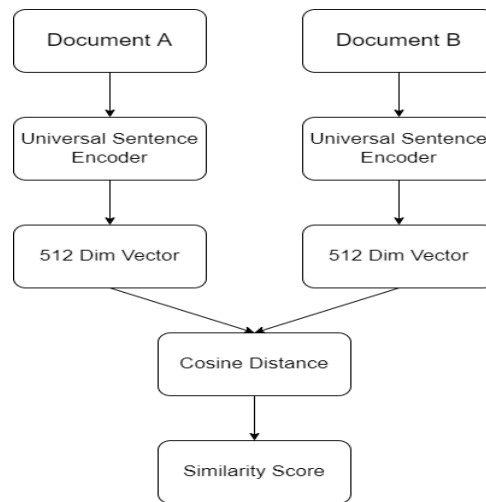 Document A
Document B
Universal Sentence
Encoder
Universal Sentence
Encoder
512 Dim Vector
512 Dim Vector
Cosine Distance
Similarity Score